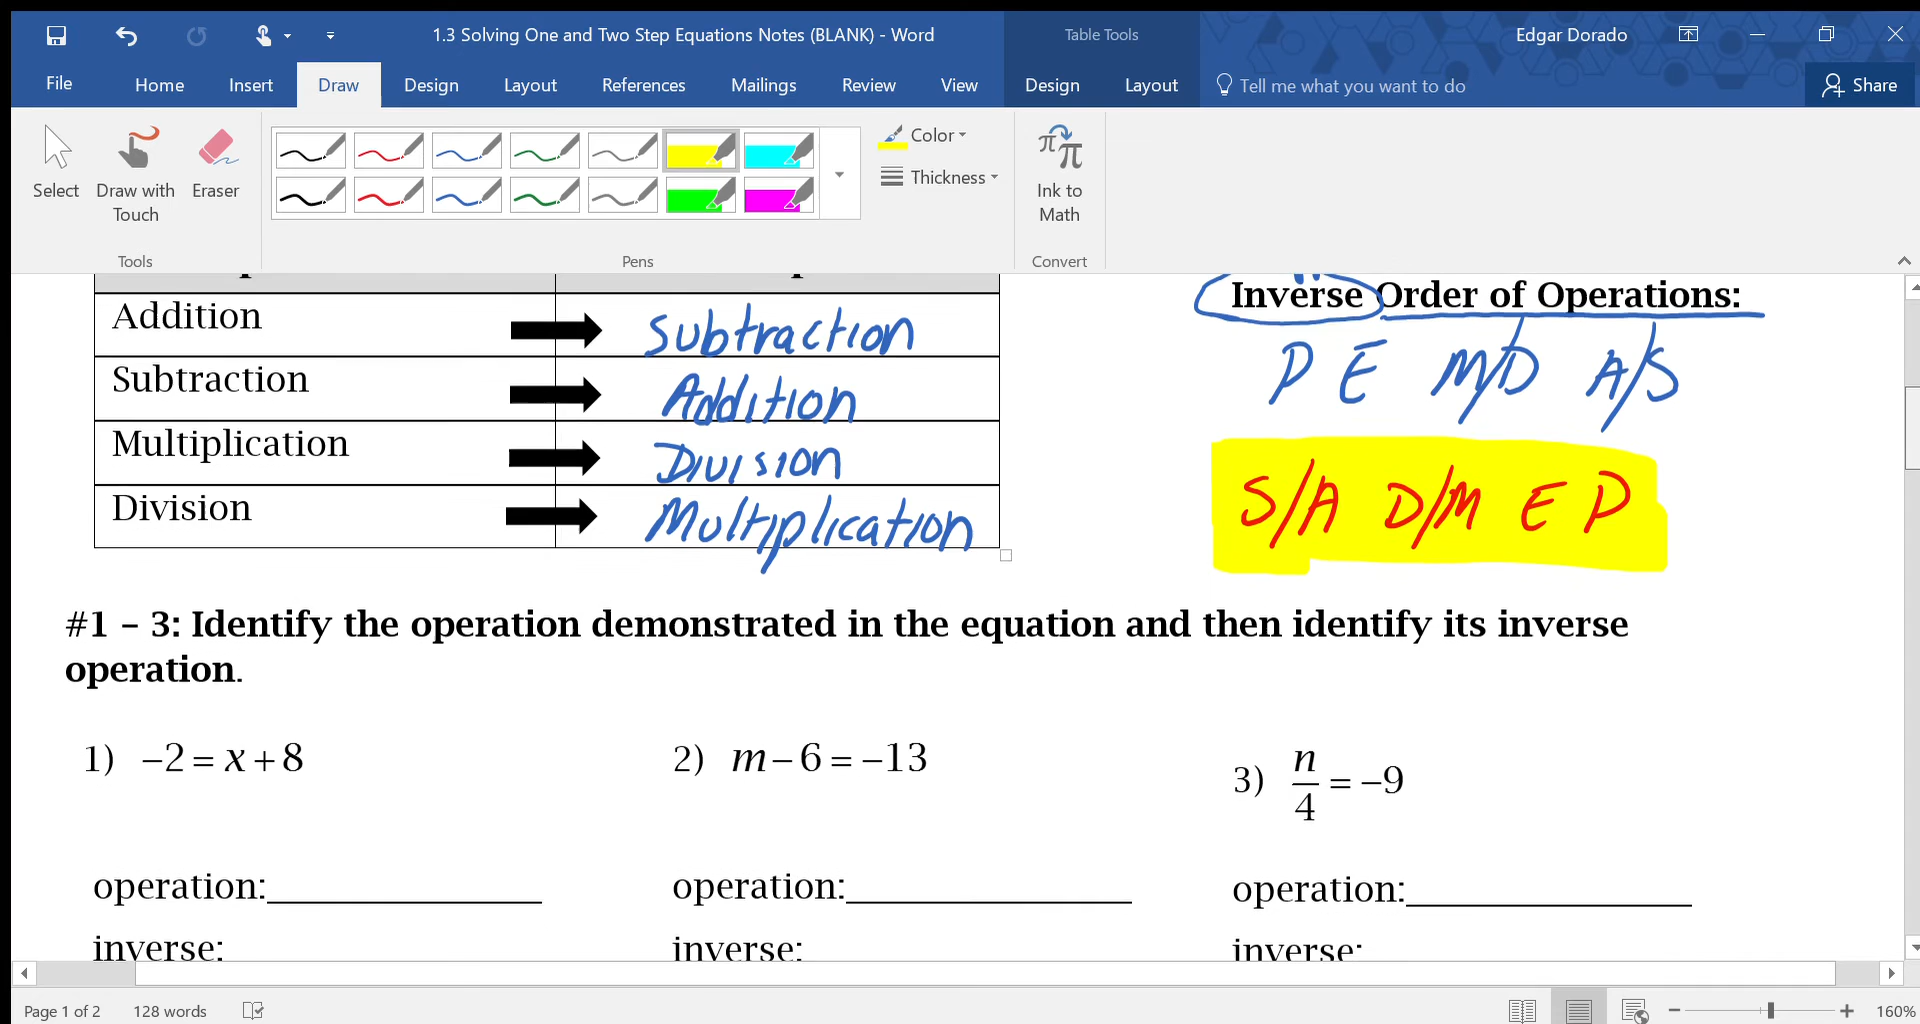 1.3 Solving One and Two Step Equations Notes (BLANK) - Word
Table Tools
Edgar Dorado
File Home Insert Draw Design Layout References Mailings Review View Design Layout Tell me what you want to do Share
Select Draw with Touch Eraser
Color
Thickness
Ink to Math
Tools Pens Convert
Addition Subtraction
Subtraction Addition
Multiplication Division
Division Multiplication
Inverse Order of Operations:
P E M/D A/S
S/A D/M E P
#1 – 3: Identify the operation demonstrated in the equation and then identify its inverse
operation.
1) −2 = x + 8
2) m − 6 = −13
3) n/4 = −9
operation:______________ operation:______________ operation:______________
inverse: inverse: inverse:
Page 1 of 2 128 words 160%